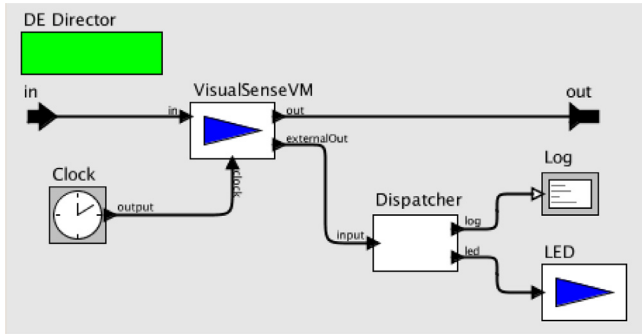 DE Director
in
VisualSenseVM
out
in
out
externalOut
clock
Clock
output
Log
Dispatcher
log
input
led
LED